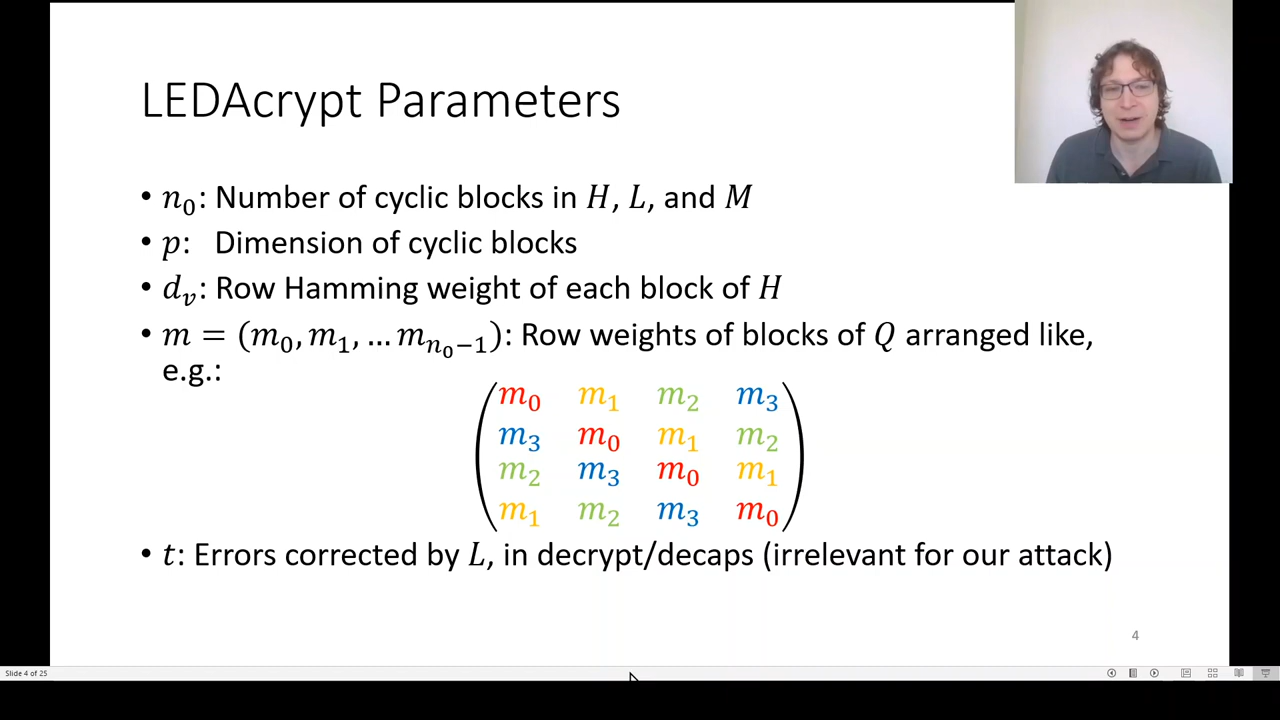 LEDAcrypt Parameters
• n₀: Number of cyclic blocks in H, L, and M
• p: Dimension of cyclic blocks
• dᵥ: Row Hamming weight of each block of H
• m = (m₀, m₁, … mₙ₀₋₁): Row weights of blocks of Q arranged like,
e.g.:
m₀ m₁ m₂ m₃
m₃ m₀ m₁ m₂
m₂ m₃ m₀ m₁
m₁ m₂ m₃ m₀
• t: Errors corrected by L, in decrypt/decaps (irrelevant for our attack)
4
Slide 4 of 25